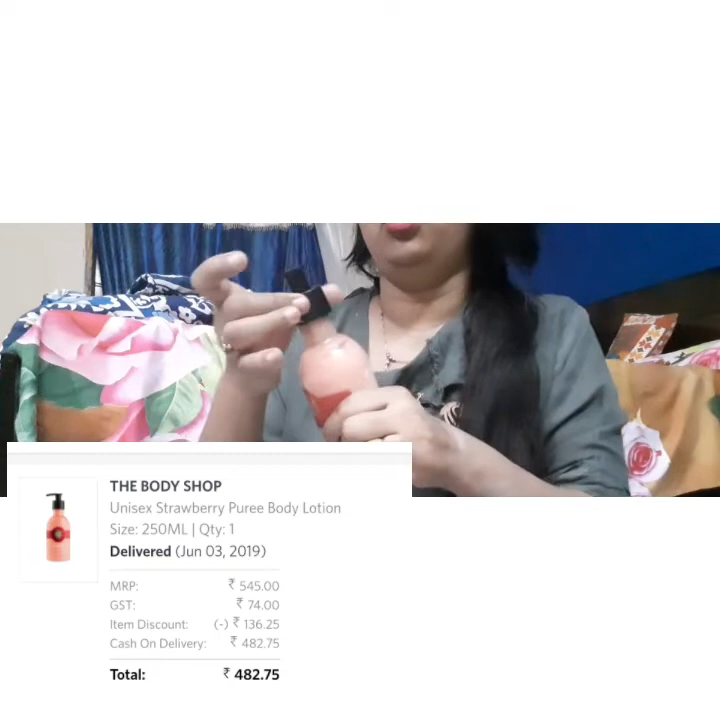 THE BODY SHOP
Unisex Strawberry Puree Body Lotion
Size: 250ML | Qty: 1
Delivered (Jun 03, 2019)
MRP: ₹ 545.00
GST: ₹ 74.00
Item Discount: (-) ₹ 136.25
Cash On Delivery: ₹ 482.75
Total: ₹ 482.75